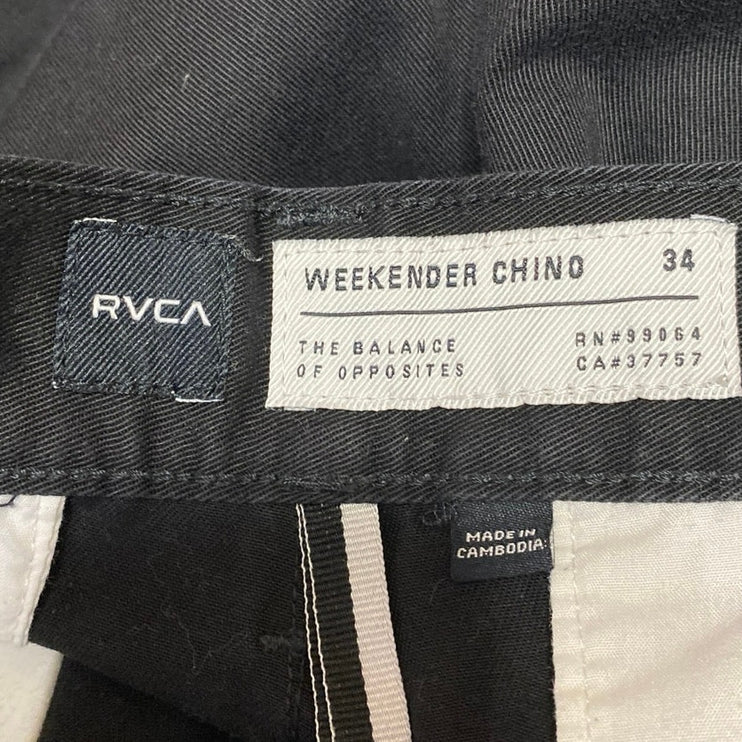 RVCA
WEEKENDER CHINO 34
THE BALANCE
OF OPPOSITES
RN#99064
CA#37757
MADE IN
CAMBODIA